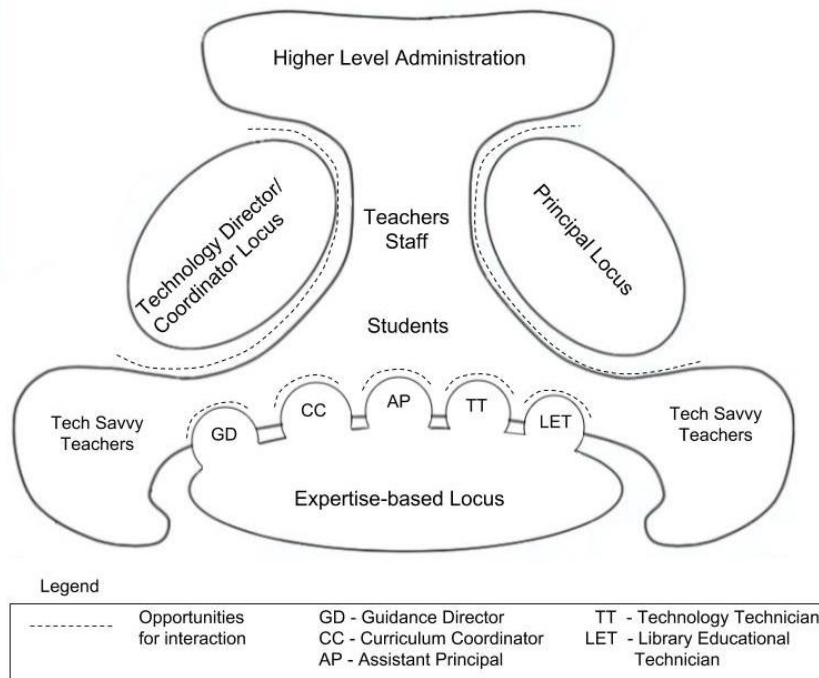 Higher Level Administration
Technology Director/
Coordinator Locus
Principal Locus
Teachers
Staff
Students
Tech Savvy
Teachers
GD
CC
AP
TT
LET
Tech Savvy
Teachers
Expertise-based Locus
Legend
Opportunities
for interaction
GD - Guidance Director
CC - Curriculum Coordinator
AP - Assistant Principal
TT - Technology Technician
LET - Library Educational
Technician